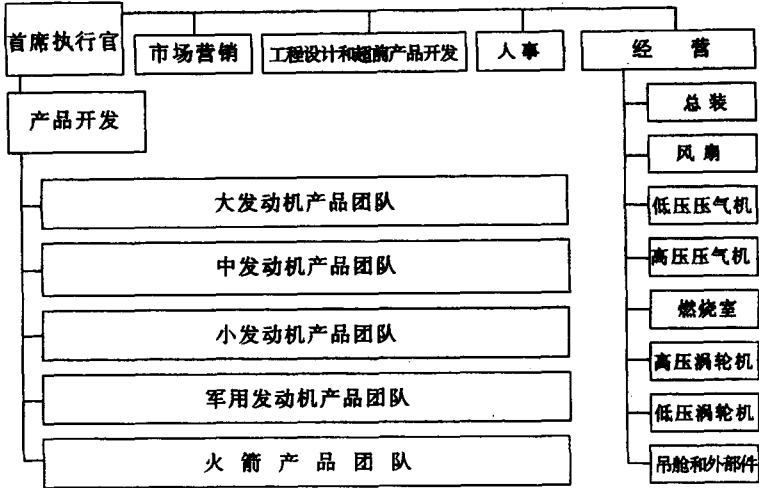 首席执行官
市场营销
工程设计和超前产品开发
人事
经营
产品开发
大发动机产品团队
中发动机产品团队
小发动机产品团队
军用发动机产品团队
火箭产品团队
总装
风扇
低压压气机
高压压气机
燃烧室
高压涡轮机
低压涡轮机
吊舱和外部件